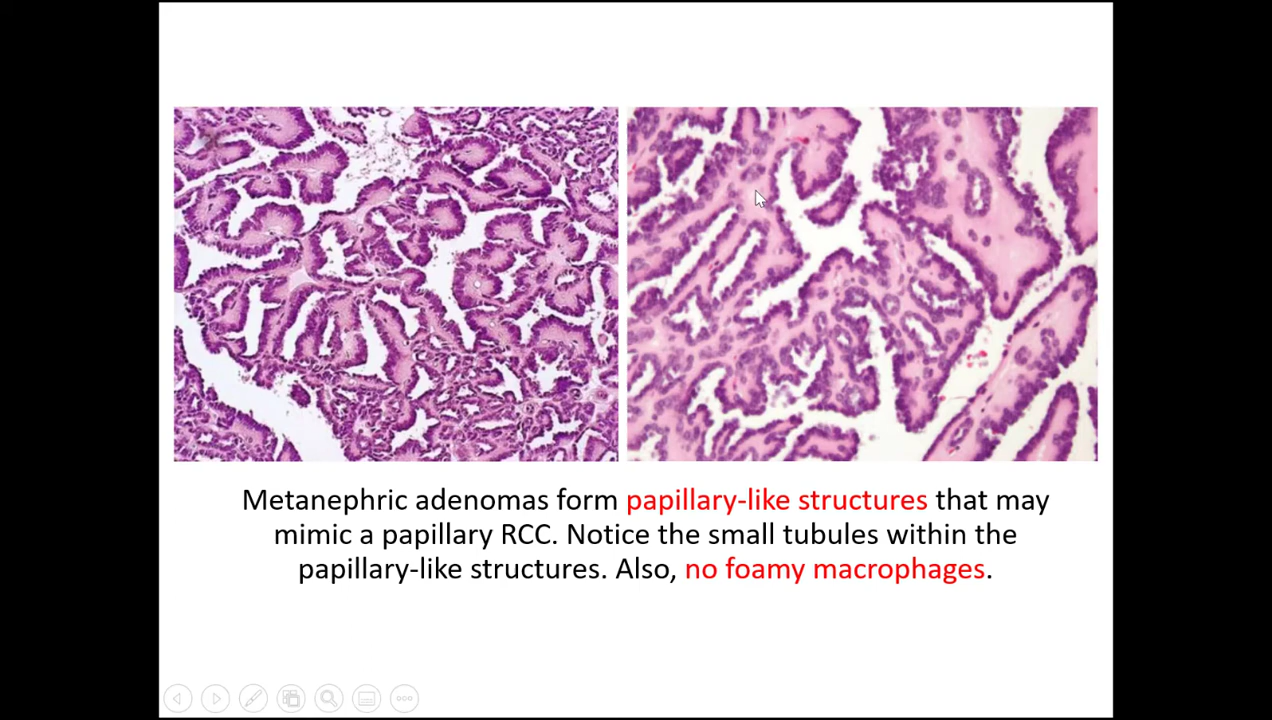 Metanephric adenomas form papillary-like structures that may
mimic a papillary RCC. Notice the small tubules within the
papillary-like structures. Also, no foamy macrophages.